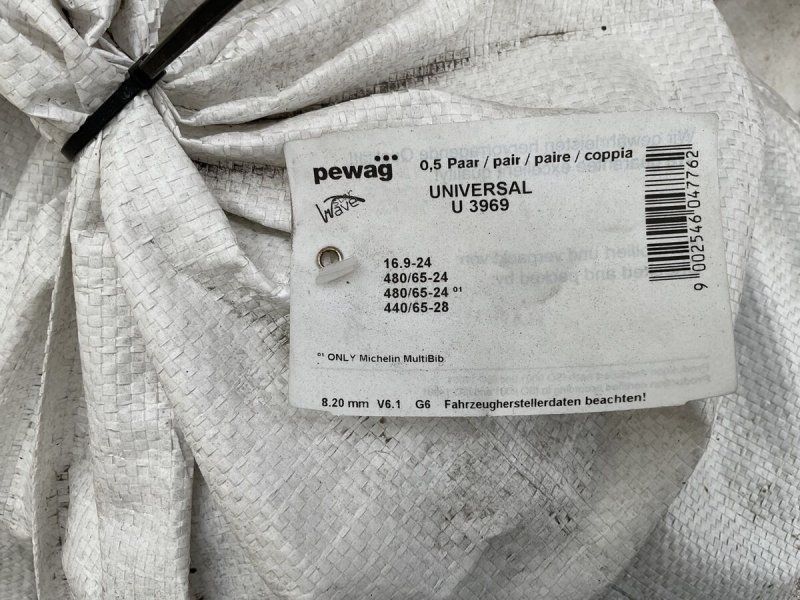 pewag
0,5 Paar / pair / paire / coppia
wave
UNIVERSAL
U 3969
16.9-24
480/65-24
480/65-24 ⁰¹
440/65-28
⁰¹ ONLY Michelin MultiBib
8.20 mm V6.1 G6 Fahrzeugherstellerdaten beachten!
9 002546 047762